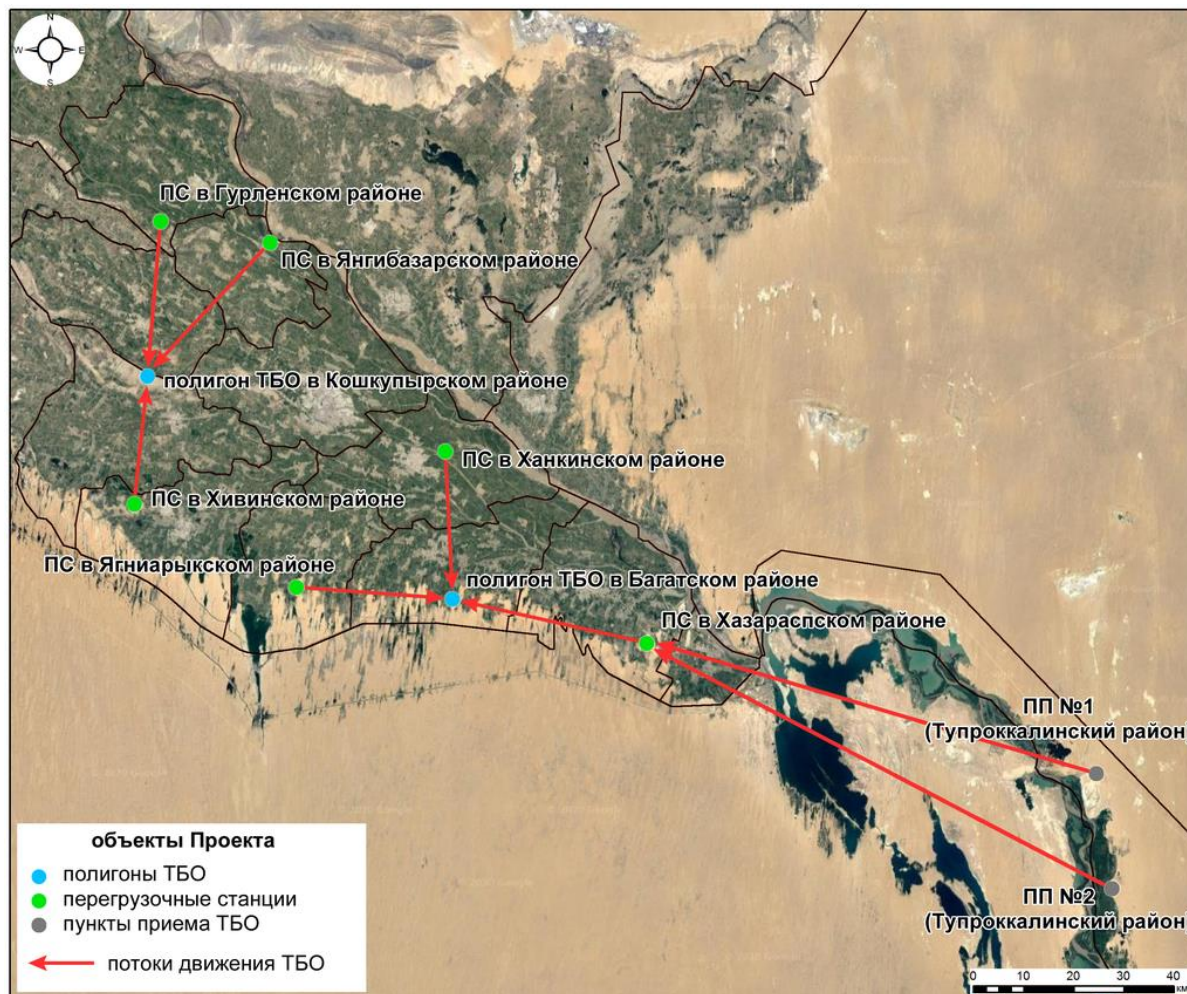 N
W
E
S
ПС в Гурленском районе
ПС в Янгибазарском районе
полигон ТБО в Кошкупырском районе
ПС в Ханкинском районе
ПС в Хивинском районе
ПС в Ягниарыкском районе
полигон ТБО в Багатском районе
ПС в Хазараспском районе
ПП №1
(Тупроккалинский район)
ПП №2
(Тупроккалинский район)
объекты Проекта
полигоны ТБО
перегрузочные станции
пункты приема ТБО
потоки движения ТБО
0 10 20 30 40
км